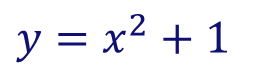 y = x² + 1